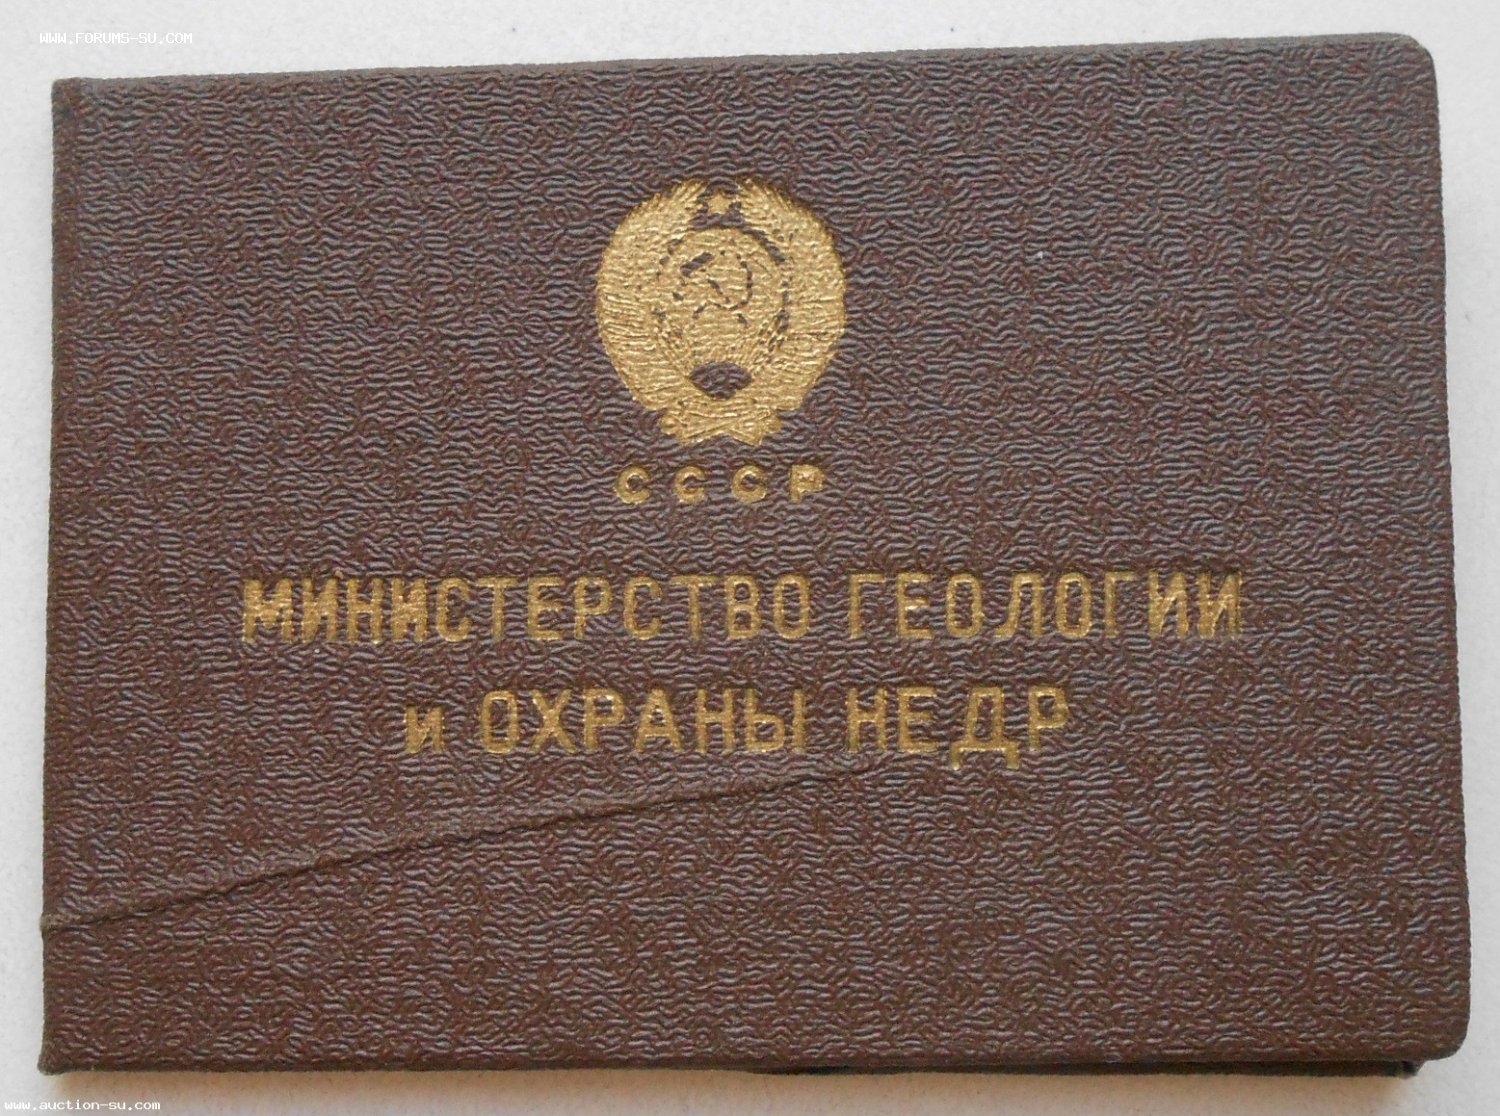 WWW.FORUMS-SU.COM
СССР
МИНИСТЕРСТВО ГЕОЛОГИИ
и ОХРАНЫ НЕДР
www.auction-su.com